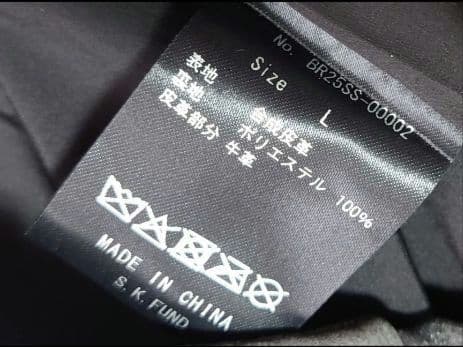 No. BR25SS-00002
Size L
表地 合成皮革
裏地 ポリエステル 100%
皮革部分 牛革
MADE IN CHINA
S.K.FUND